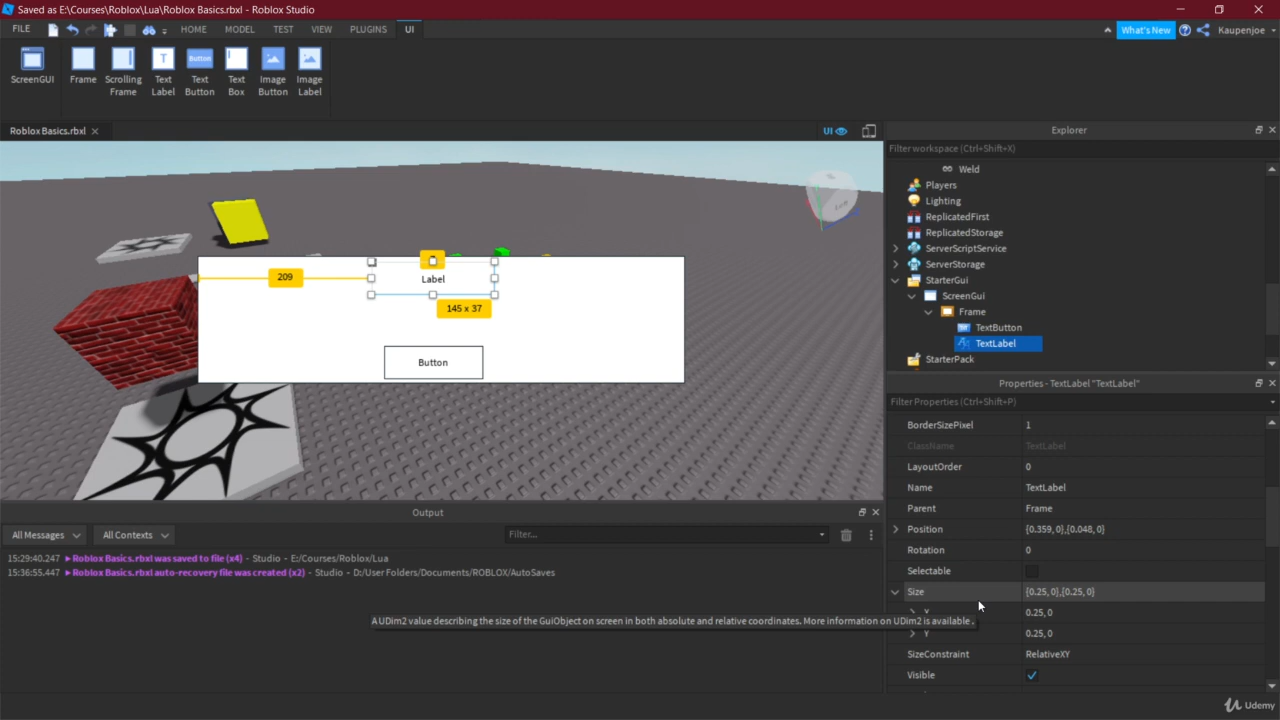 Saved as E:\Courses\Roblox\Lua\Roblox Basics.rbxl - Roblox Studio
FILE HOME MODEL TEST VIEW PLUGINS UI What's New Kaupenjoe
ScreenGUI Frame Scrolling Frame Text Label Button Text Button Text Box Image Button Image Label
Roblox Basics.rbxl UI
209
Label
145 x 37
Button
Explorer
Filter workspace (Ctrl+Shift+X)
Weld
Players
Lighting
ReplicatedFirst
ReplicatedStorage
ServerScriptService
ServerStorage
StarterGui
ScreenGui
Frame
TextButton
TextLabel
StarterPack
Properties - TextLabel "TextLabel"
Filter Properties (Ctrl+Shift+P)
BorderSizePixel 1
ClassName TextLabel
LayoutOrder 0
Name TextLabel
Parent Frame
Position {0.359, 0},{0.048, 0}
Rotation 0
Selectable
Size {0.25, 0},{0.25, 0}
X 0.25, 0
Y 0.25, 0
SizeConstraint RelativeXY
Visible
Output
All Messages All Contexts Filter...
15:29:40.247 Roblox Basics.rbxl was saved to file (x4) - Studio - E:/Courses/Roblox/Lua
15:36:55.447 Roblox Basics.rbxl auto-recovery file was created (x2) - Studio - D:/User Folders/Documents/ROBLOX/AutoSaves
A UDim2 value describing the size of the GuiObject on screen in both absolute and relative coordinates. More information on UDim2 is available .
Udemy